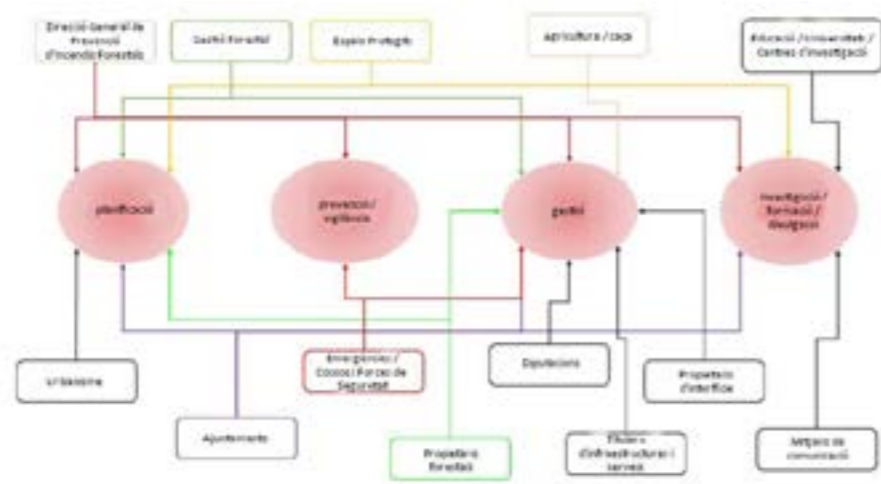 Direcció General de
Prevenció
d'Incendis Forestals
Gestió Forestal
Espais Protegits
Agricultura / caça
Educació / Universitats /
Centres d'investigació
planificació
prevenció /
vigilància
gestió
investigació /
formació /
divulgació
Urbanisme
Ajuntaments
Emergències /
Cossos i Forces de
Seguretat
Propietaris
forestals
Diputacions
Titulars
d'infraestructures i
serveis
Propietaris
d'interfície
Mitjans de
comunicació